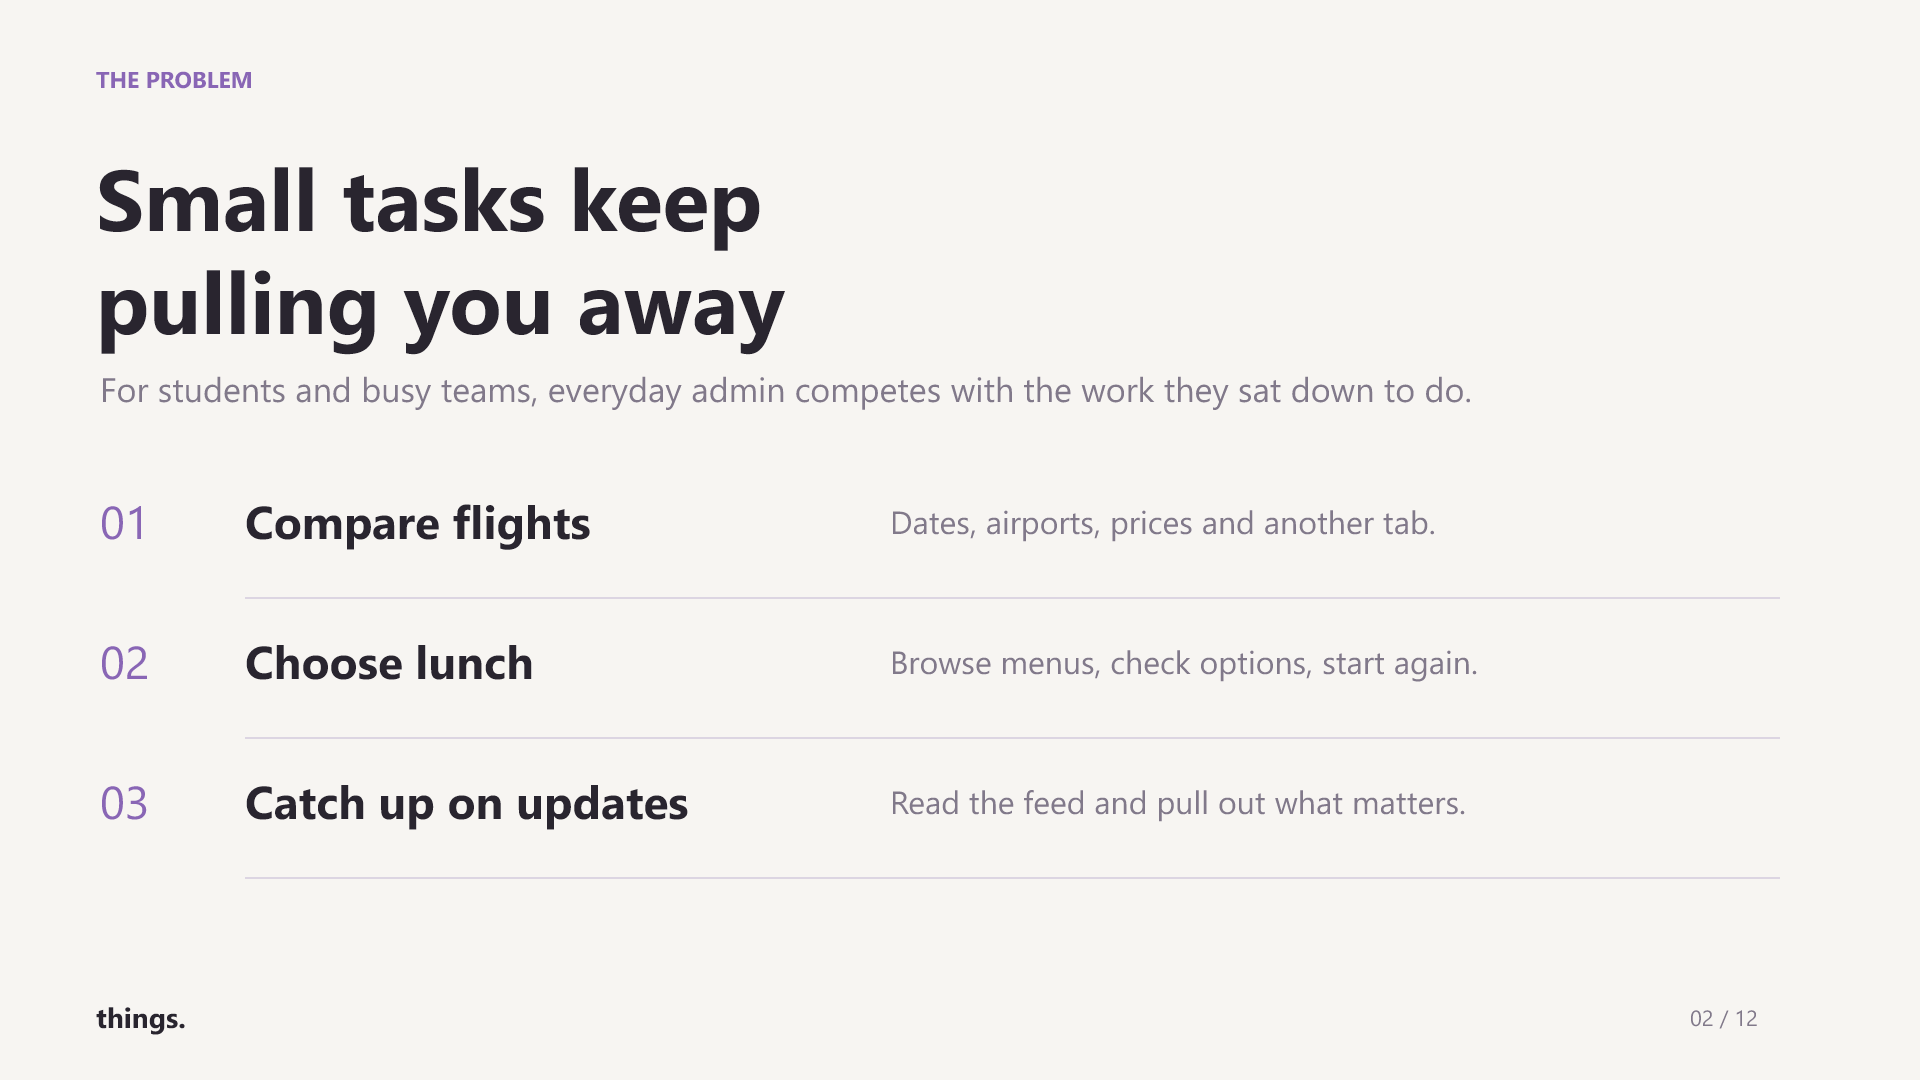 THE PROBLEM
Small tasks keep
pulling you away
For students and busy teams, everyday admin competes with the work they sat down to do.
01 Compare flights Dates, airports, prices and another tab.
02 Choose lunch Browse menus, check options, start again.
03 Catch up on updates Read the feed and pull out what matters.
things. 02 / 12